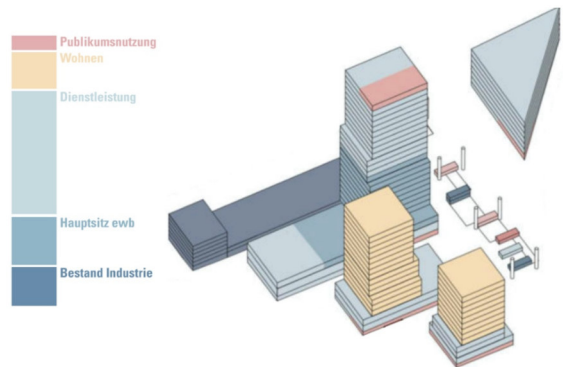 Publikumsnutzung
Wohnen
Dienstleistung
Hauptsitz ewb
Bestand Industrie